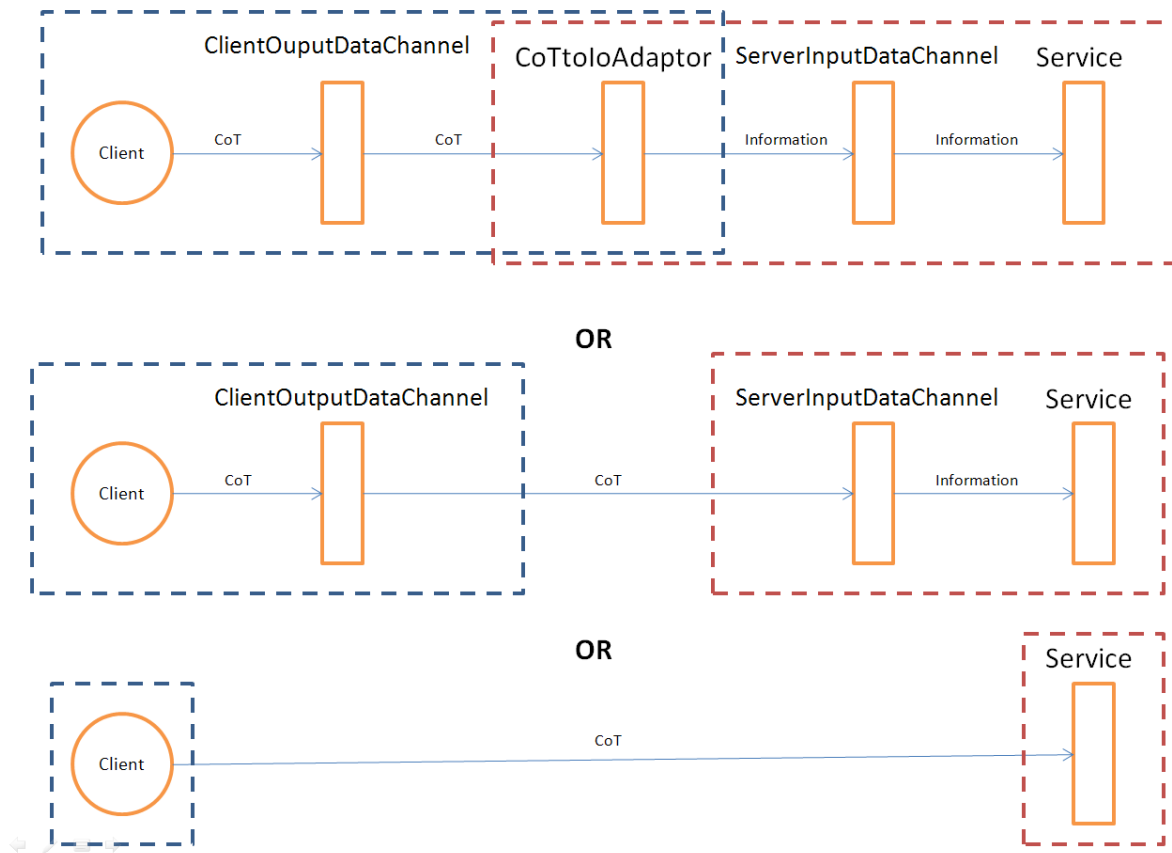 ClientOuputDataChannel
CoTtoIoAdaptor
ServerInputDataChannel
Service
Client
CoT
CoT
Information
Information
OR
ClientOutputDataChannel
ServerInputDataChannel
Service
Client
CoT
CoT
Information
OR
Service
Client
CoT